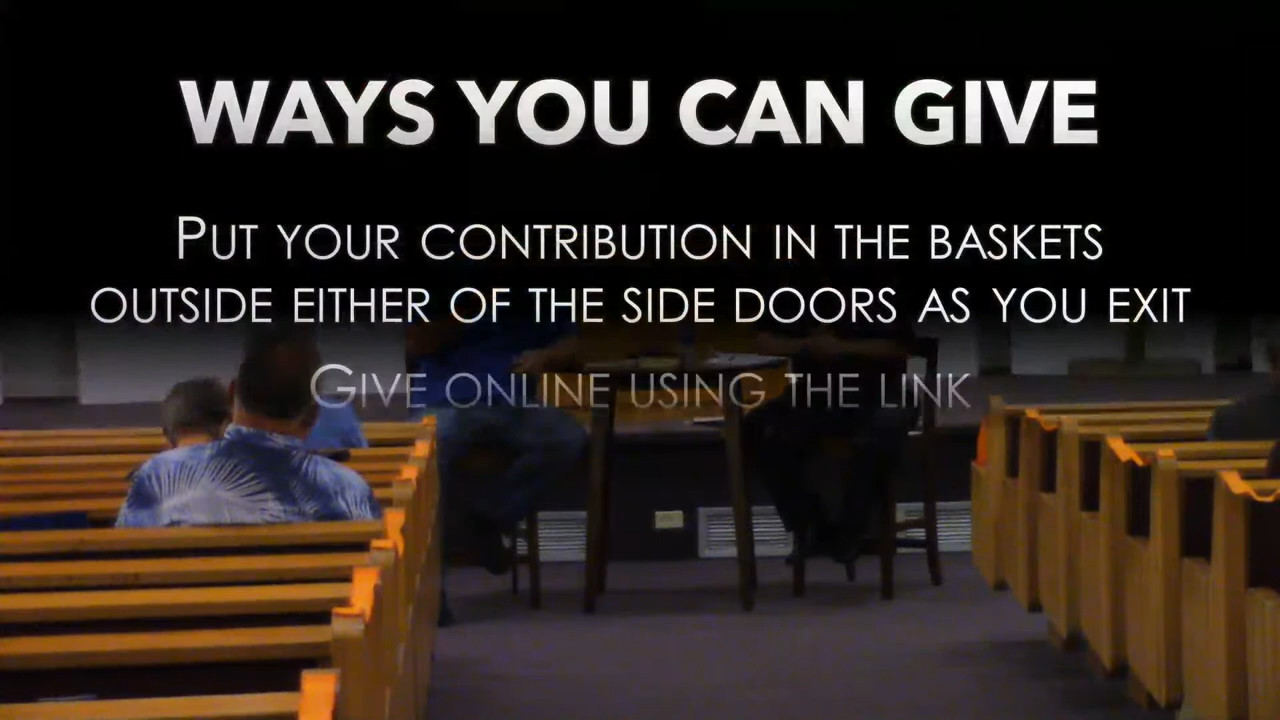 WAYS YOU CAN GIVE
PUT YOUR CONTRIBUTION IN THE BASKETS
OUTSIDE EITHER OF THE SIDE DOORS AS YOU EXIT
GIVE ONLINE USING THE LINK